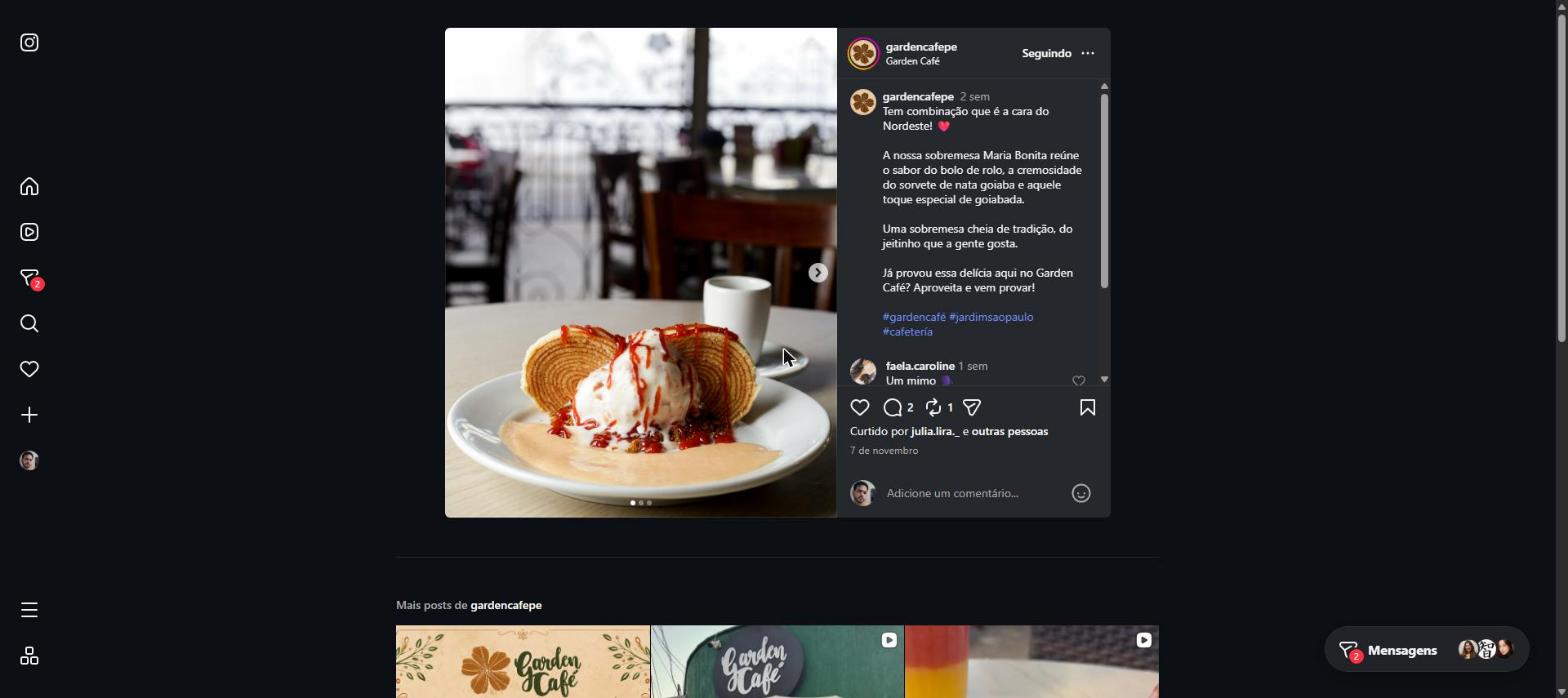 gardencafepe
Garden Café
Seguindo
gardencafepe 2 sem
Tem combinação que é a cara do
Nordeste! ❤️
A nossa sobremesa Maria Bonita reúne
o sabor do bolo de rolo, a cremosidade
do sorvete de nata goiaba e aquele
toque especial de goiabada.
Uma sobremesa cheia de tradição, do
jeitinho que a gente gosta.
Já provou essa delícia aqui no Garden
Café? Aproveita e vem provar!
#gardencafé #jardimsaopaulo
#cafetería
faela.caroline 1 sem
Um mimo
2
2 1
Curtido por julia.lira._ e outras pessoas
7 de novembro
Adicione um comentário...
Mais posts de gardencafepe
Garden
Café
Garden
Café
2 Mensagens
智